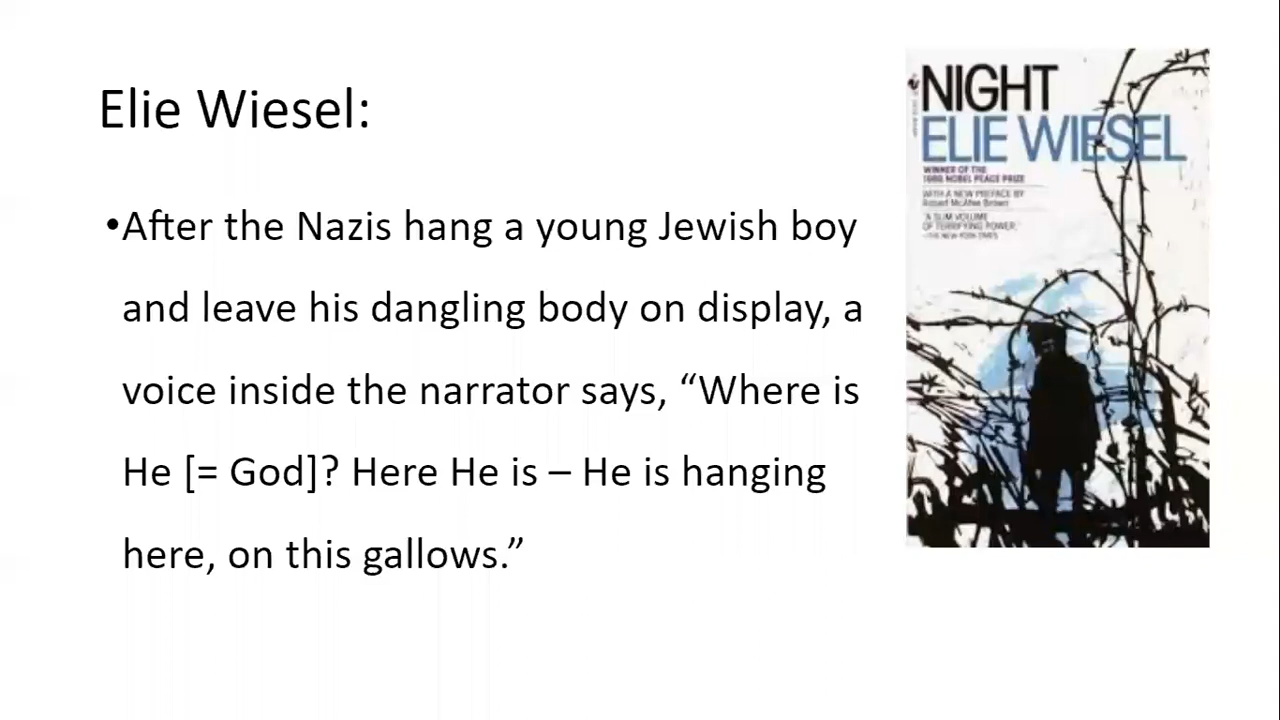 Elie Wiesel:
•After the Nazis hang a young Jewish boy
and leave his dangling body on display, a
voice inside the narrator says, “Where is
He [= God]? Here He is – He is hanging
here, on this gallows.”
NIGHT
ELIE WIESEL
WINNER OF THE
1986 NOBEL PEACE PRIZE
WITH A NEW PREFACE BY
Robert McAfee Brown
"A SLIM VOLUME
OF TERRIFYING POWER."
—THE NEW YORK TIMES